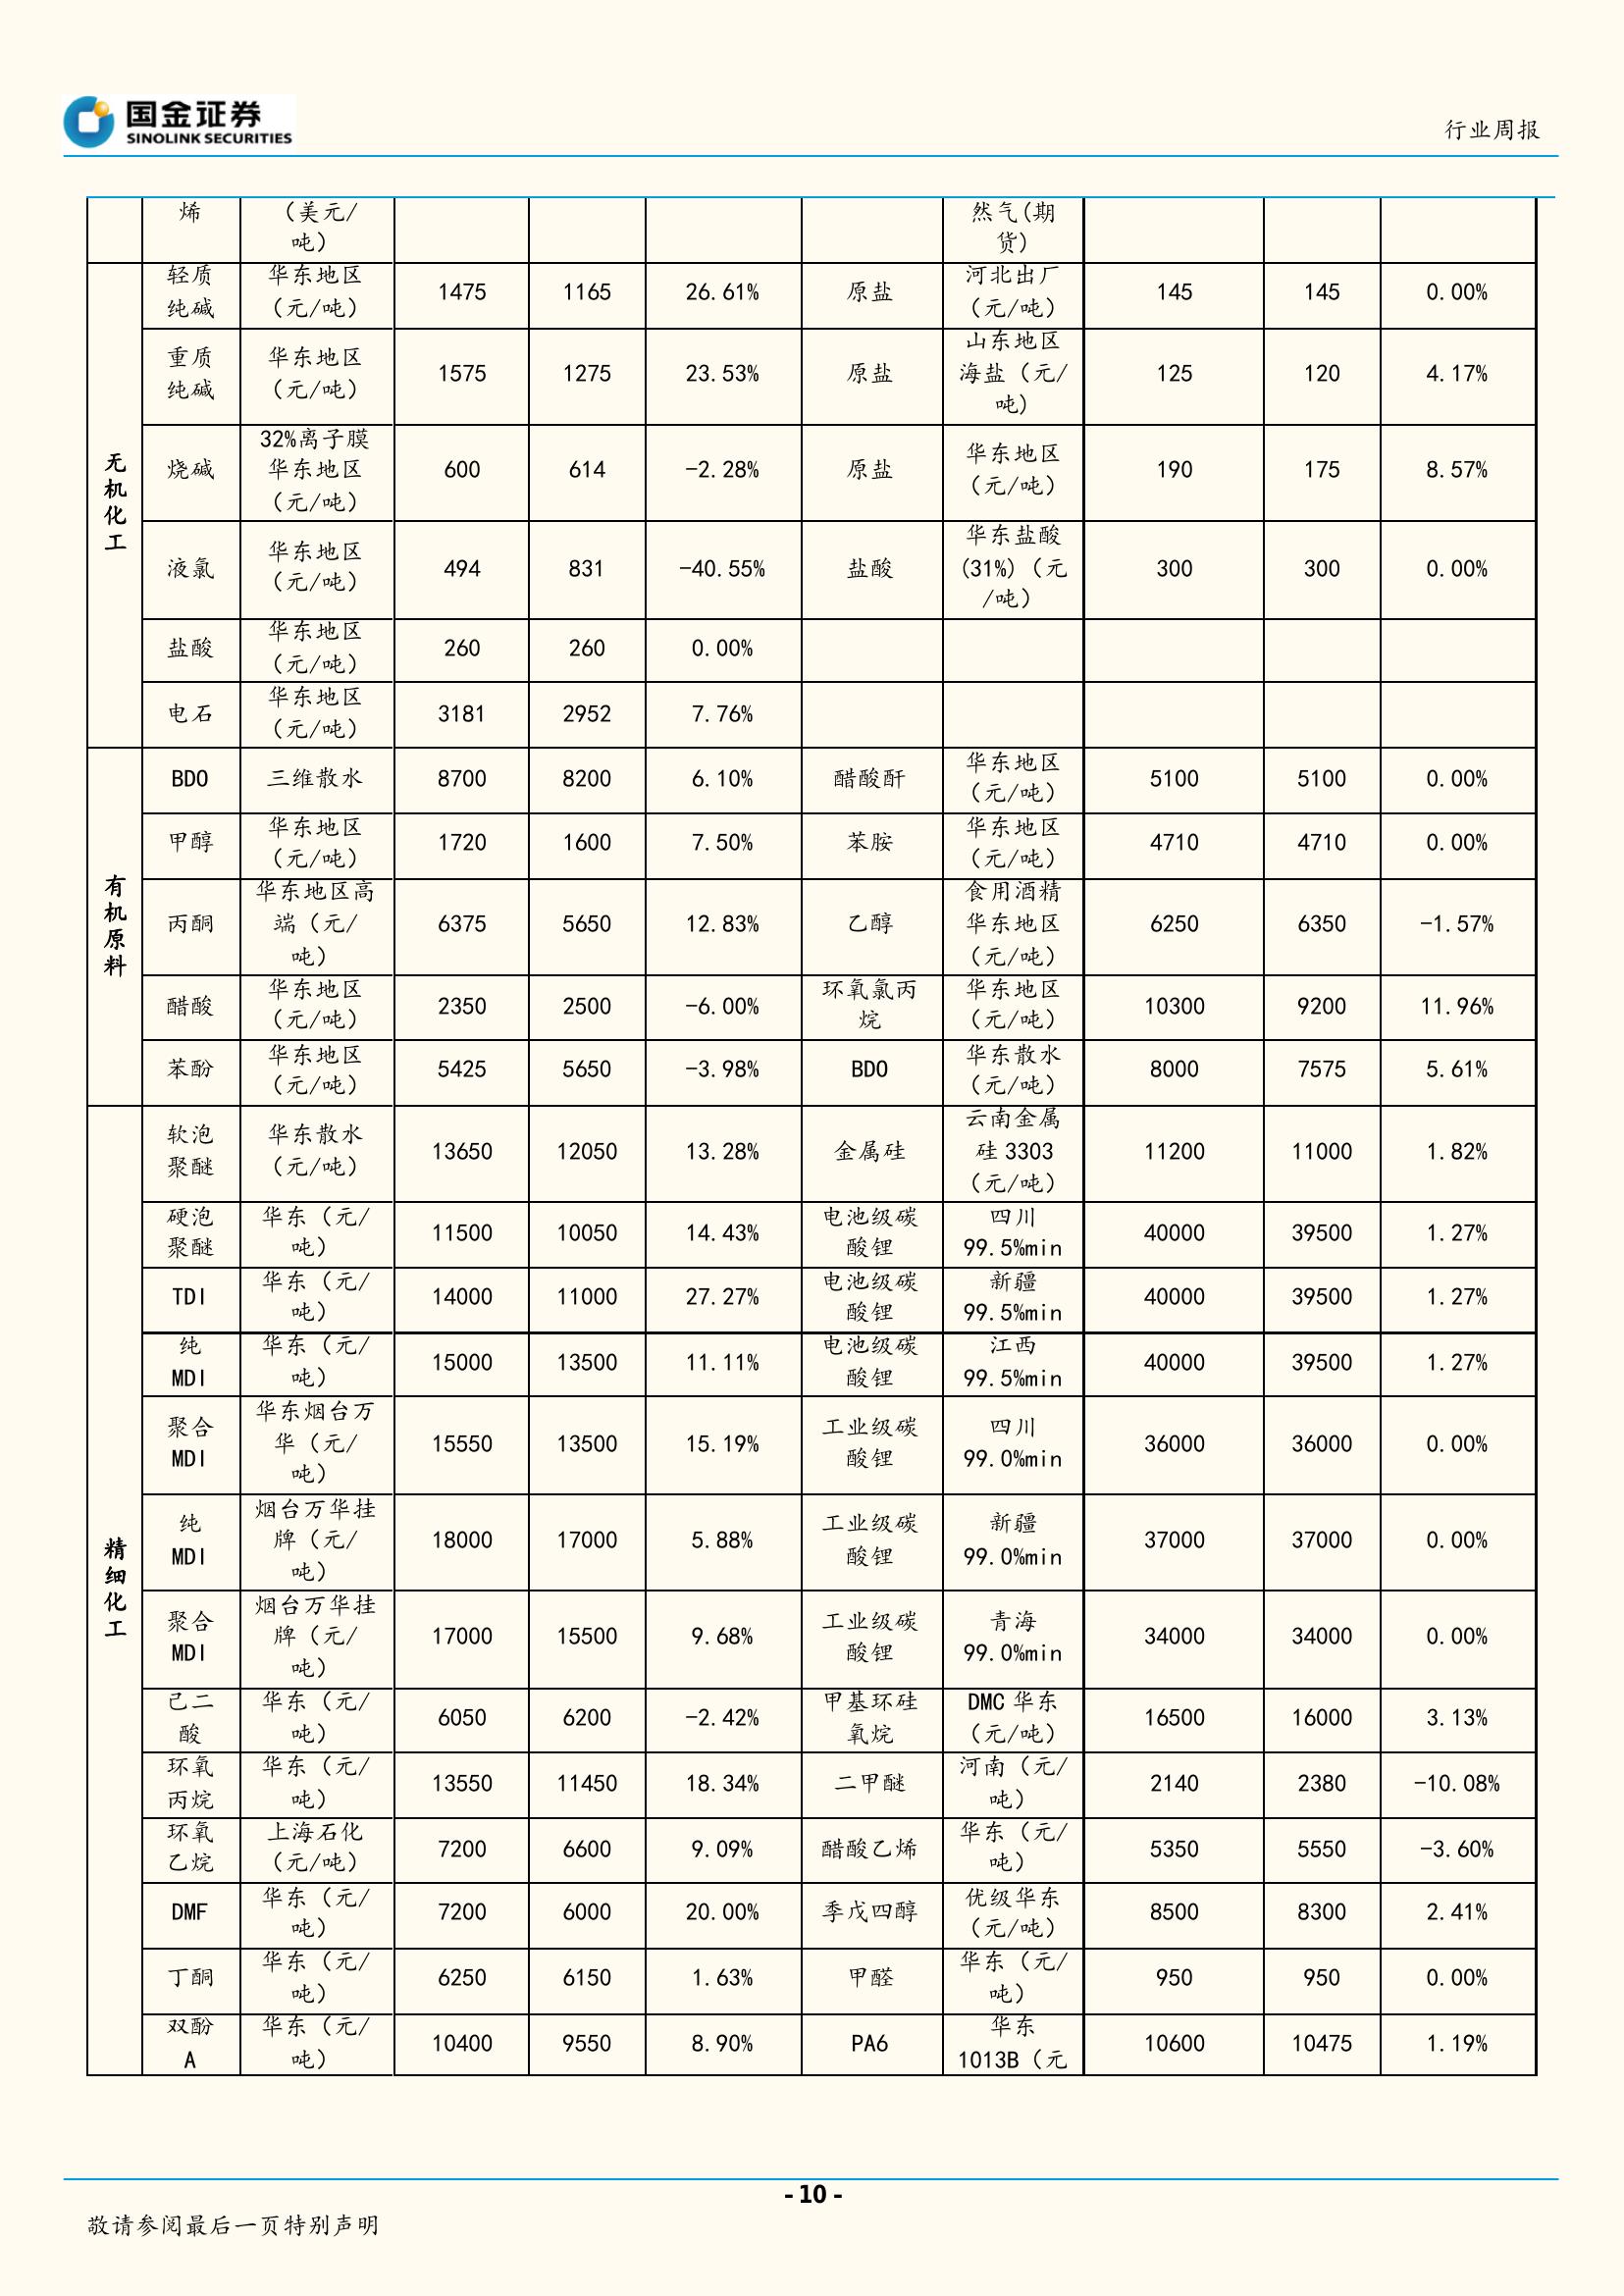 国金证券
SINOLINK SECURITIES
行业周报
烯 （美元/吨） 然气(期货)
无机化工
轻质纯碱 华东地区（元/吨） 1475 1165 26.61% 原盐 河北出厂（元/吨） 145 145 0.00%
重质纯碱 华东地区（元/吨） 1575 1275 23.53% 原盐 山东地区海盐（元/吨） 125 120 4.17%
烧碱 32%离子膜华东地区（元/吨） 600 614 -2.28% 原盐 华东地区（元/吨） 190 175 8.57%
液氯 华东地区（元/吨） 494 831 -40.55% 盐酸 华东盐酸(31%)（元/吨） 300 300 0.00%
盐酸 华东地区（元/吨） 260 260 0.00%
电石 华东地区（元/吨） 3181 2952 7.76%
有机原料
BDO 三维散水 8700 8200 6.10% 醋酸酐 华东地区（元/吨） 5100 5100 0.00%
甲醇 华东地区（元/吨） 1720 1600 7.50% 苯胺 华东地区（元/吨） 4710 4710 0.00%
丙酮 华东地区高端（元/吨） 6375 5650 12.83% 乙醇 食用酒精华东地区（元/吨） 6250 6350 -1.57%
醋酸 华东地区（元/吨） 2350 2500 -6.00% 环氧氯丙烷 华东地区（元/吨） 10300 9200 11.96%
苯酚 华东地区（元/吨） 5425 5650 -3.98% BDO 华东散水（元/吨） 8000 7575 5.61%
精细化工
软泡聚醚 华东散水（元/吨） 13650 12050 13.28% 金属硅 云南金属硅 3303（元/吨） 11200 11000 1.82%
硬泡聚醚 华东（元/吨） 11500 10050 14.43% 电池级碳酸锂 四川 99.5%min 40000 39500 1.27%
TDI 华东（元/吨） 14000 11000 27.27% 电池级碳酸锂 新疆 99.5%min 40000 39500 1.27%
纯 MDI 华东（元/吨） 15000 13500 11.11% 电池级碳酸锂 江西 99.5%min 40000 39500 1.27%
聚合 MDI 华东烟台万华（元/吨） 15550 13500 15.19% 工业级碳酸锂 四川 99.0%min 36000 36000 0.00%
纯 MDI 烟台万华挂牌（元/吨） 18000 17000 5.88% 工业级碳酸锂 新疆 99.0%min 37000 37000 0.00%
聚合 MDI 烟台万华挂牌（元/吨） 17000 15500 9.68% 工业级碳酸锂 青海 99.0%min 34000 34000 0.00%
己二酸 华东（元/吨） 6050 6200 -2.42% 甲基环硅氧烷 DMC 华东（元/吨） 16500 16000 3.13%
环氧丙烷 华东（元/吨） 13550 11450 18.34% 二甲醚 河南（元/吨） 2140 2380 -10.08%
环氧乙烷 上海石化（元/吨） 7200 6600 9.09% 醋酸乙烯 华东（元/吨） 5350 5550 -3.60%
DMF 华东（元/吨） 7200 6000 20.00% 季戊四醇 优级华东（元/吨） 8500 8300 2.41%
丁酮 华东（元/吨） 6250 6150 1.63% 甲醛 华东（元/吨） 950 950 0.00%
双酚 A 华东（元/吨） 10400 9550 8.90% PA6 华东 1013B（元 10600 10475 1.19%
- 10 -
敬请参阅最后一页特别声明